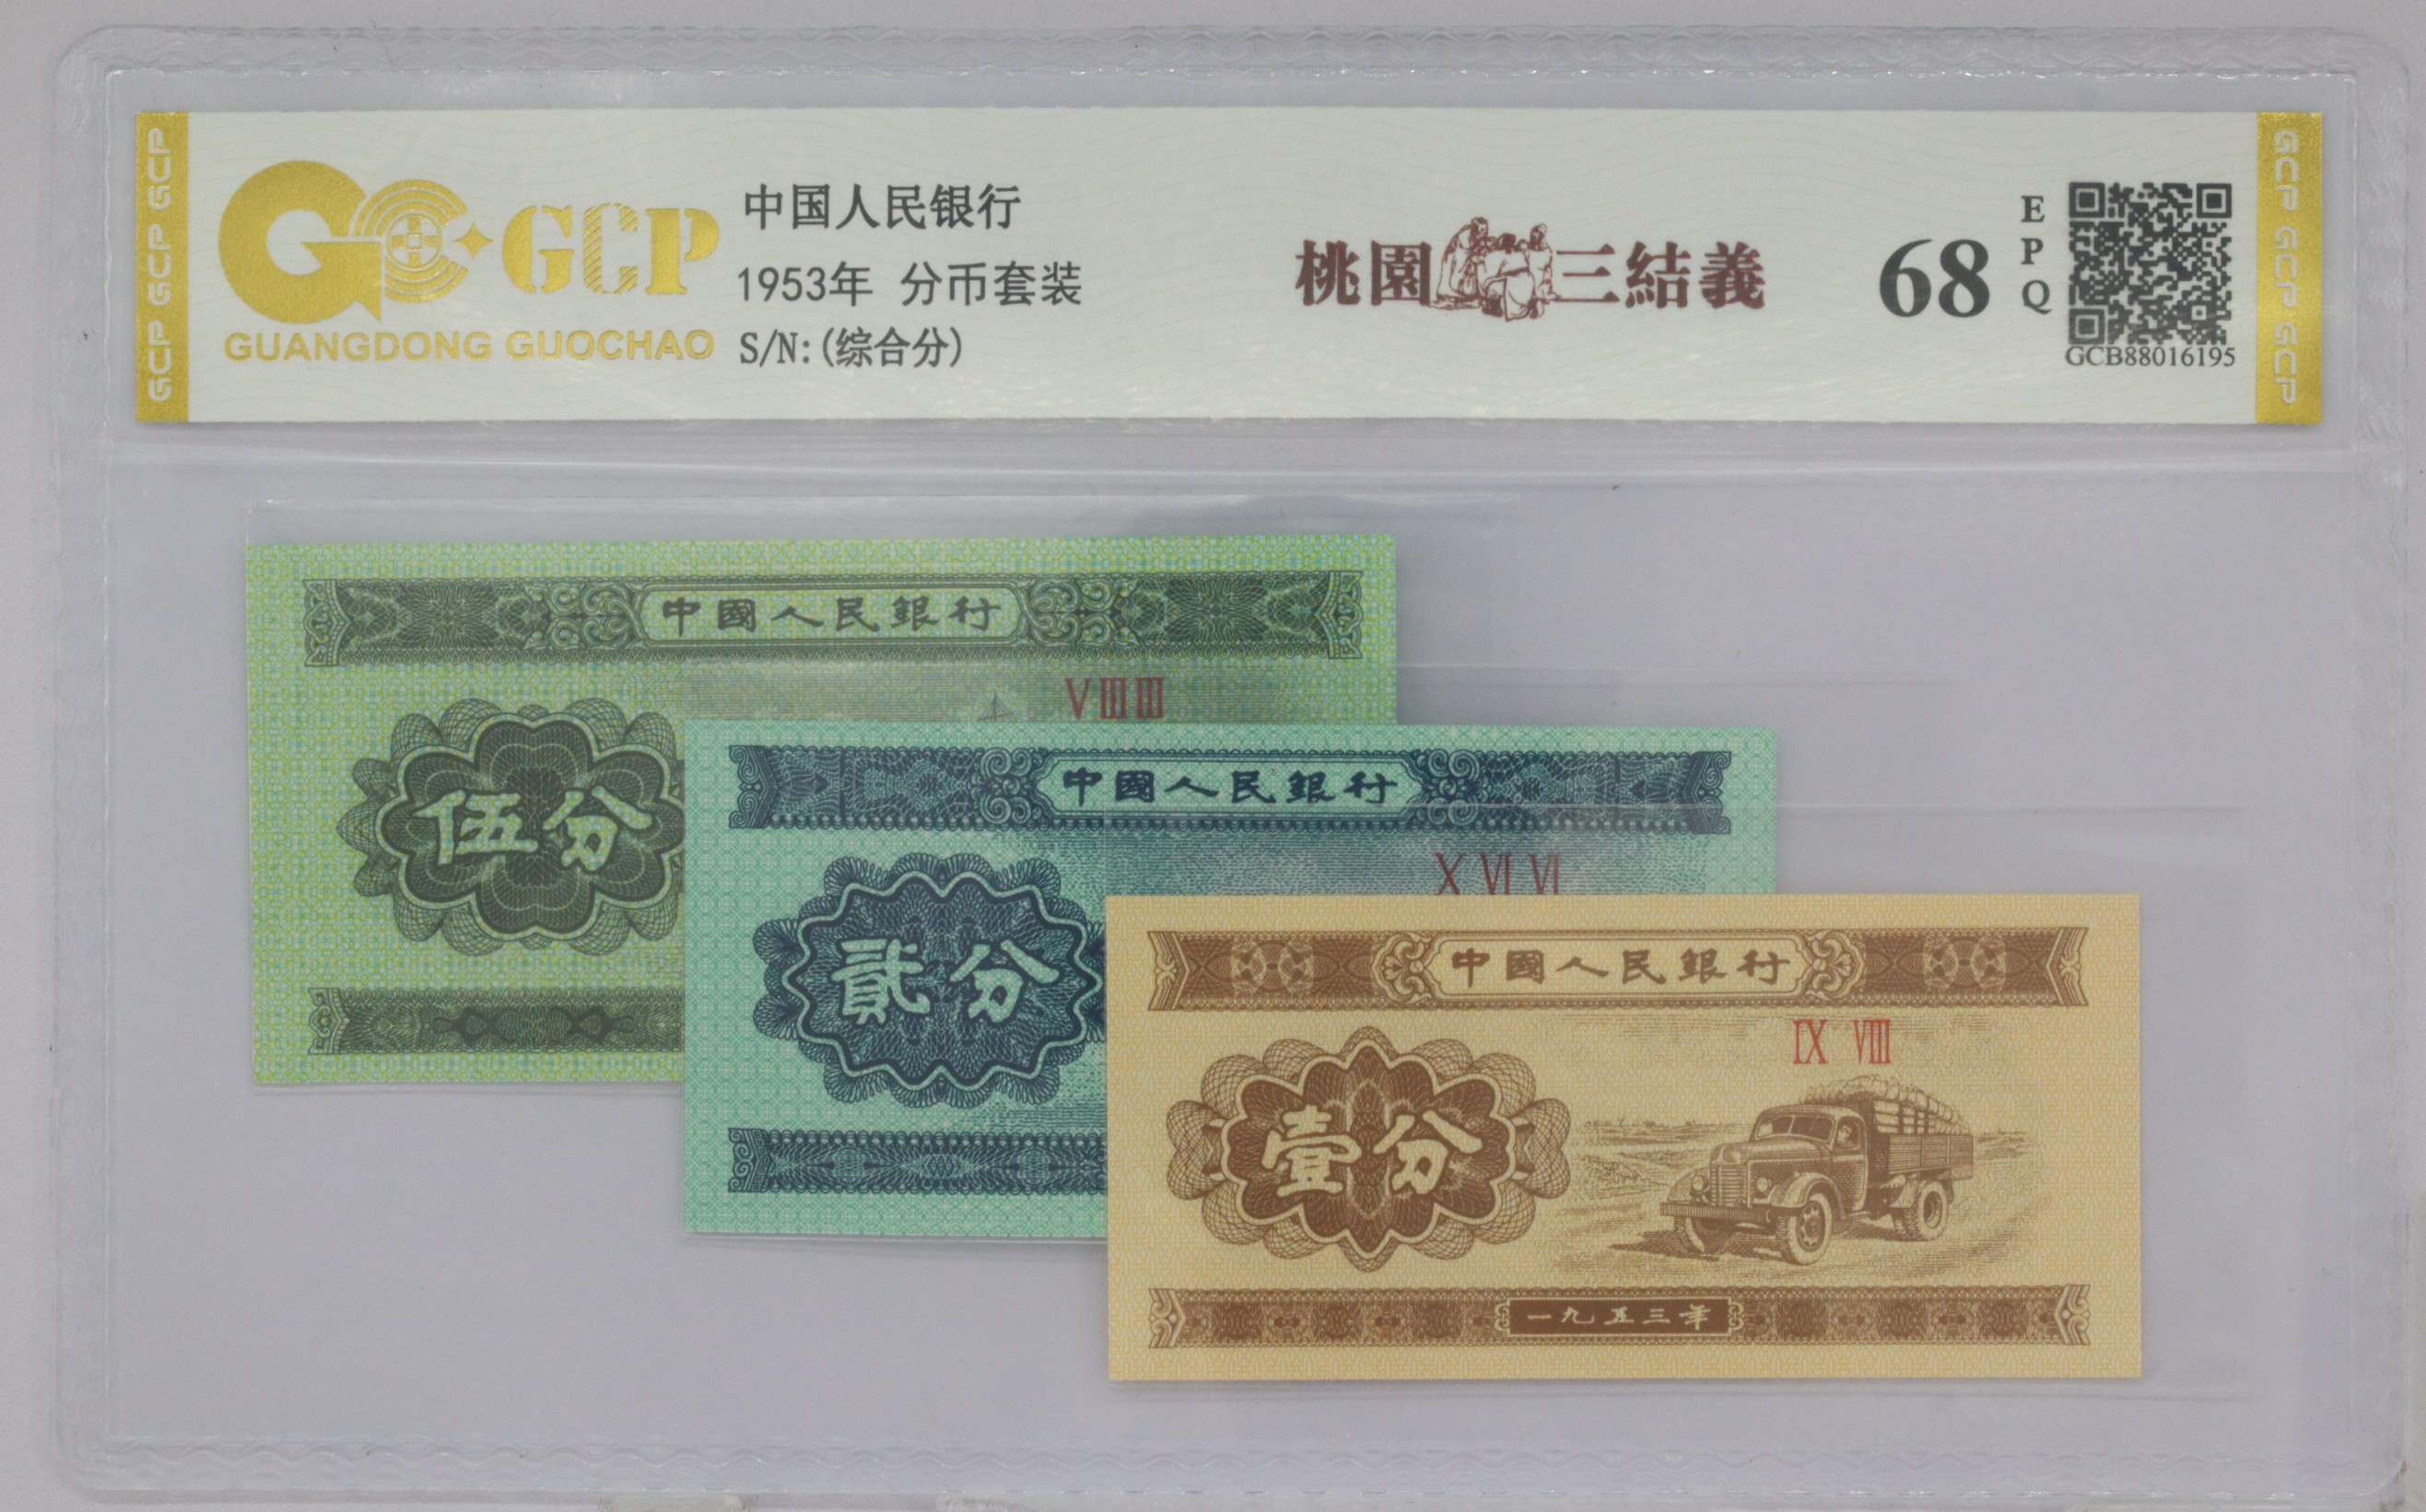 GCP GCP GCP
GCP
GUANGDONG GUOCHAO
中国人民银行
1953年 分币套装
S/N:(综合分)
桃園三結義
68
EPQ
GCB88016195
GCP GCP GCP
中國人民銀行
V III III
伍分
中國人民銀行
X VI VI
貳分
中國人民銀行
IX VIII
壹分
一九五三年